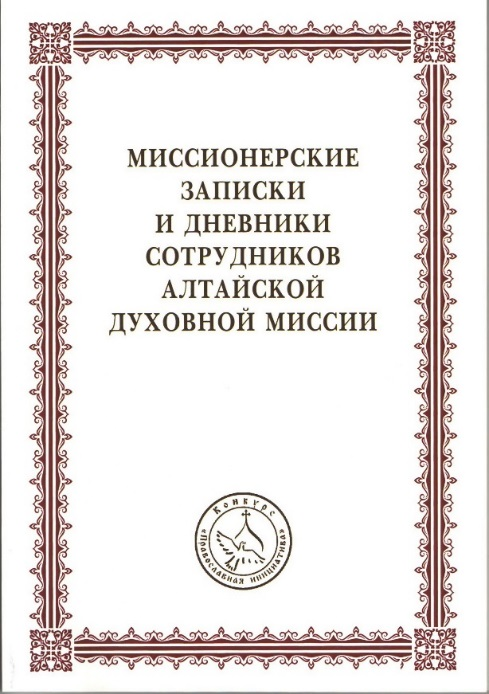 МИССИОНЕРСКИЕ
ЗАПИСКИ
И ДНЕВНИКИ
СОТРУДНИКОВ
АЛТАЙСКОЙ
ДУХОВНОЙ МИССИИ
Конкурс
«Православная инициатива»